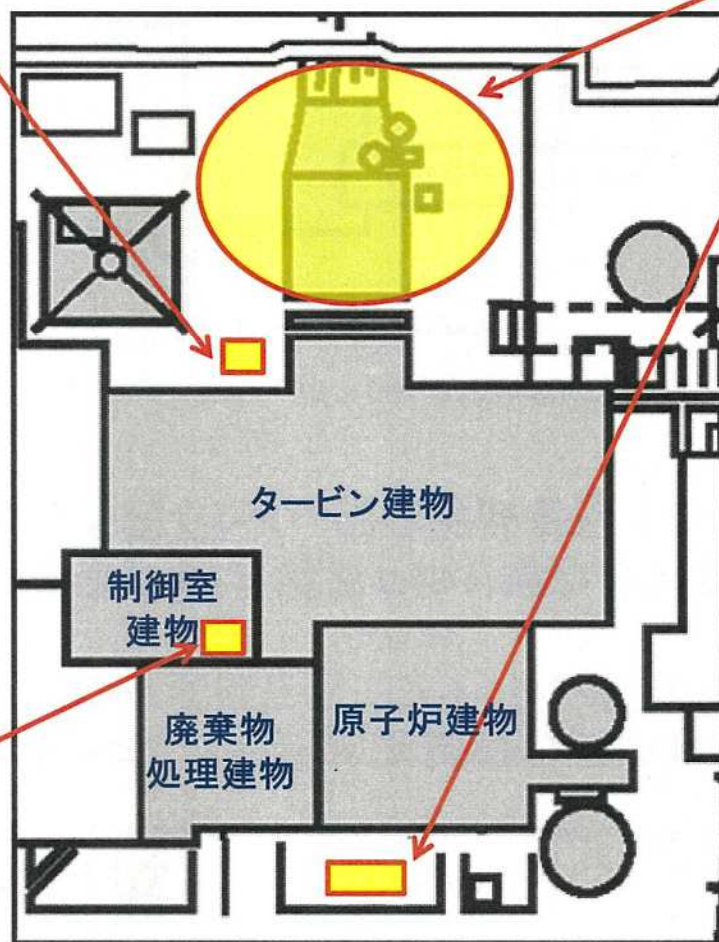 タービン建物
制御室
建物
廃棄物
処理建物
原子炉建物